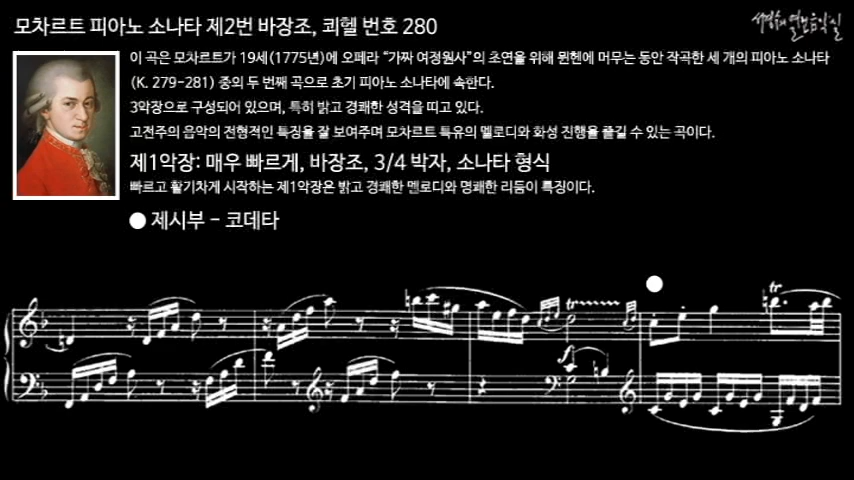 모차르트 피아노 소나타 제2번 바장조, 쾨헬 번호 280
이 곡은 모차르트가 19세(1775년)에 오페라 “가짜 여정원사”의 초연을 위해 뮌헨에 머무는 동안 작곡한 세 개의 피아노 소나타
(K. 279-281) 중의 두 번째 곡으로 초기 피아노 소나타에 속한다.
3악장으로 구성되어 있으며, 특히 밝고 경쾌한 성격을 띠고 있다.
고전주의 음악의 전형적인 특징을 잘 보여주며 모차르트 특유의 멜로디와 화성 진행을 즐길 수 있는 곡이다.
제1악장: 매우 빠르게, 바장조, 3/4 박자, 소나타 형식
빠르고 활기차게 시작하는 제1악장은 밝고 경쾌한 멜로디와 명쾌한 리듬이 특징이다.
● 제시부 - 코데타